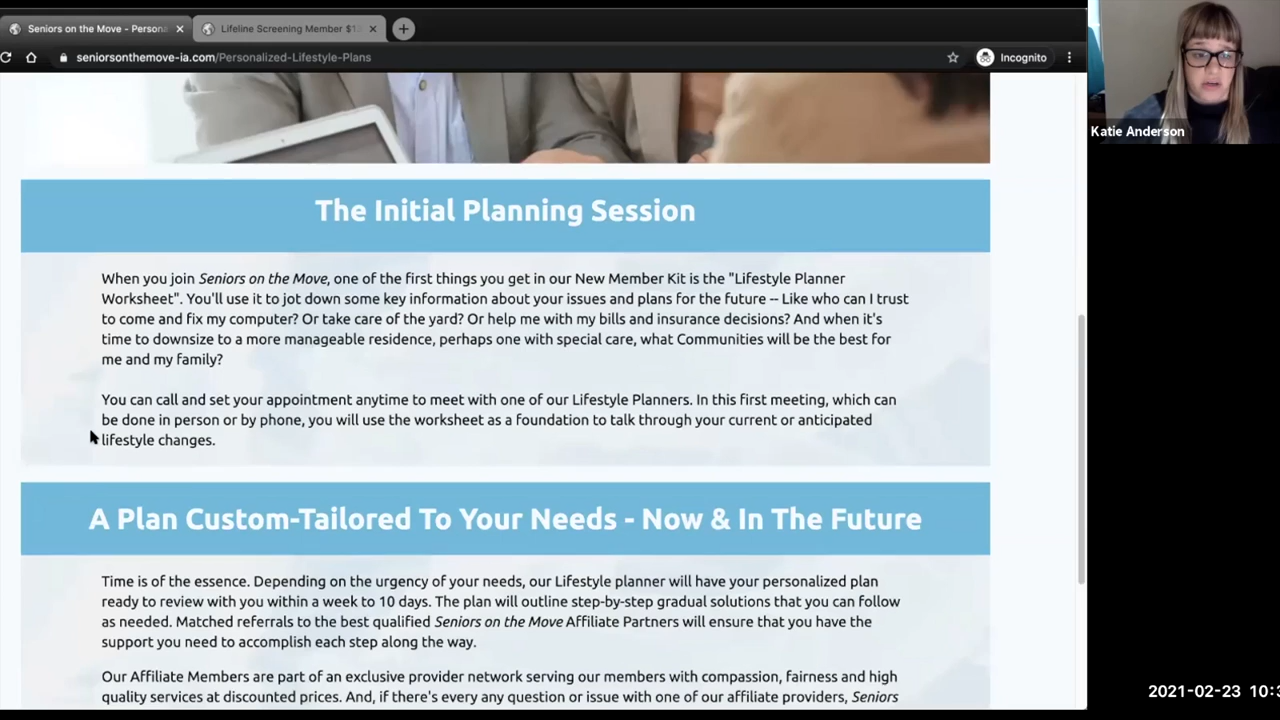 Seniors on the Move - Persona
Lifeline Screening Member $1
seniorsonthemove-ia.com/Personalized-Lifestyle-Plans
Incognito
Katie Anderson
The Initial Planning Session
When you join Seniors on the Move, one of the first things you get in our New Member Kit is the "Lifestyle Planner
Worksheet". You'll use it to jot down some key information about your issues and plans for the future -- Like who can I trust
to come and fix my computer? Or take care of the yard? Or help me with my bills and insurance decisions? And when it's
time to downsize to a more manageable residence, perhaps one with special care, what Communities will be the best for
me and my family?
You can call and set your appointment anytime to meet with one of our Lifestyle Planners. In this first meeting, which can
be done in person or by phone, you will use the worksheet as a foundation to talk through your current or anticipated
lifestyle changes.
A Plan Custom-Tailored To Your Needs - Now & In The Future
Time is of the essence. Depending on the urgency of your needs, our Lifestyle planner will have your personalized plan
ready to review with you within a week to 10 days. The plan will outline step-by-step gradual solutions that you can follow
as needed. Matched referrals to the best qualified Seniors on the Move Affiliate Partners will ensure that you have the
support you need to accomplish each step along the way.
Our Affiliate Members are part of an exclusive provider network serving our members with compassion, fairness and high
quality services at discounted prices. And, if there's every any question or issue with one of our affiliate providers, Seniors
2021-02-23 10:3